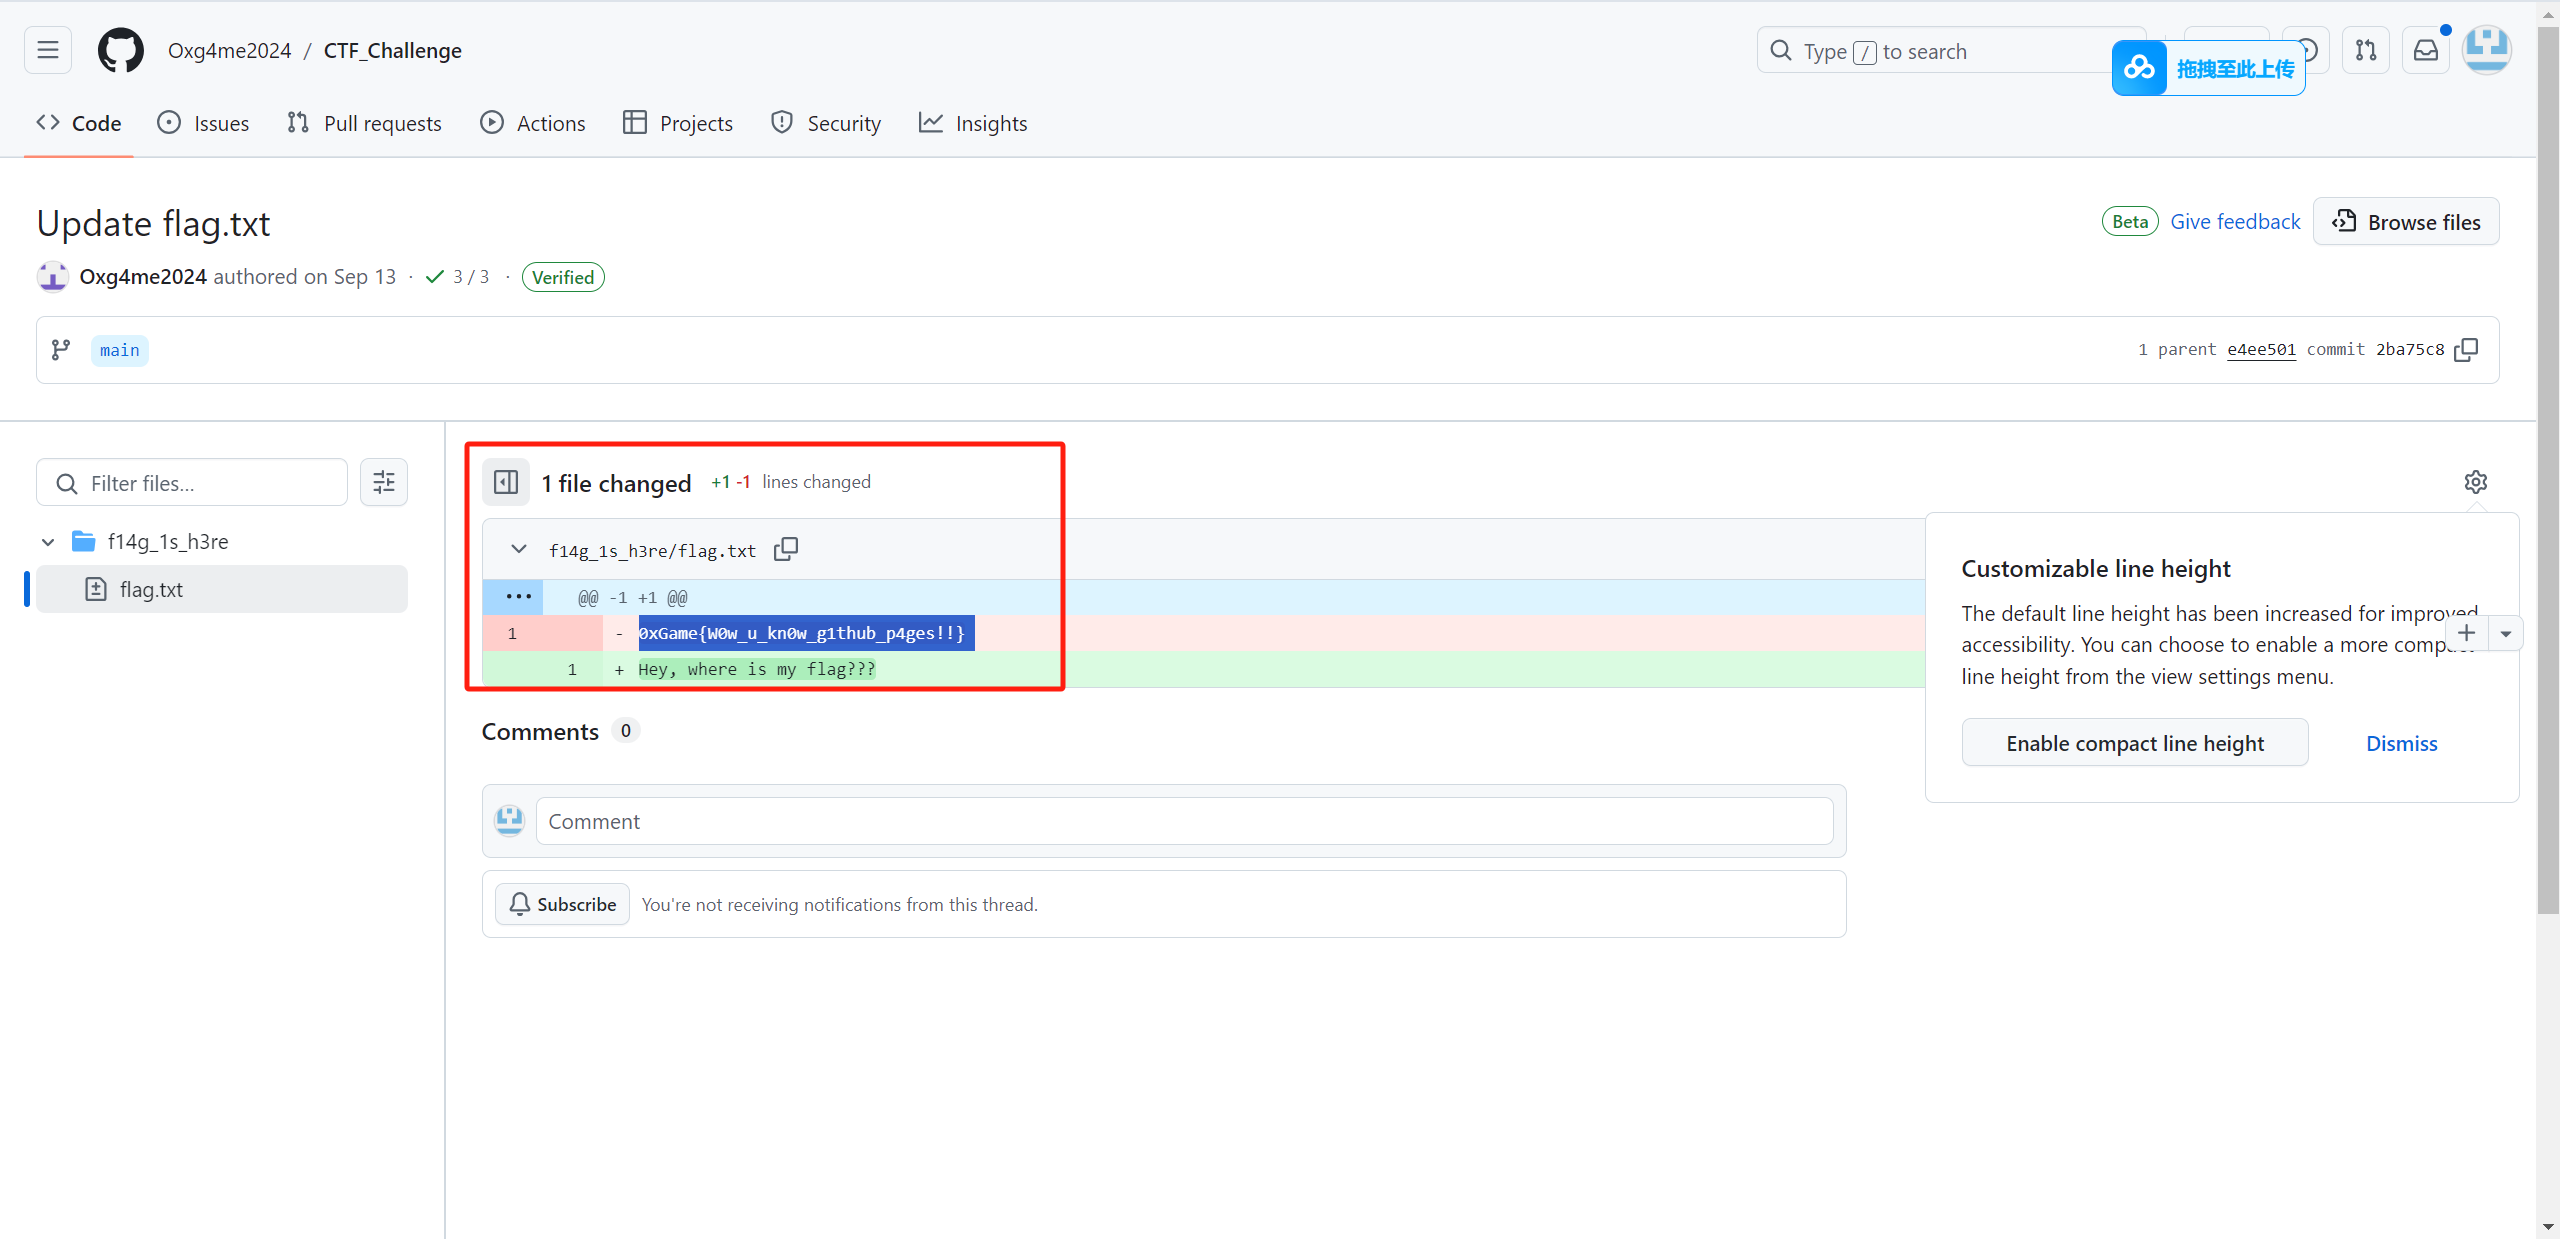 Oxg4me2024 / CTF_Challenge
Type / to search
拖拽至此上传
Code Issues Pull requests Actions Projects Security Insights
Update flag.txt
Beta Give feedback Browse files
Oxg4me2024 authored on Sep 13 · 3 / 3 · Verified
main
1 parent e4ee501 commit 2ba75c8
Filter files...
f14g_1s_h3re
flag.txt
1 file changed +1 -1 lines changed
f14g_1s_h3re/flag.txt
@@ -1 +1 @@
1 - 0xGame{W0w_u_kn0w_g1thub_p4ges!!}
1 + Hey, where is my flag???
Customizable line height
The default line height has been increased for improved
accessibility. You can choose to enable a more compact
line height from the view settings menu.
Enable compact line height Dismiss
Comments 0
Comment
Subscribe You're not receiving notifications from this thread.